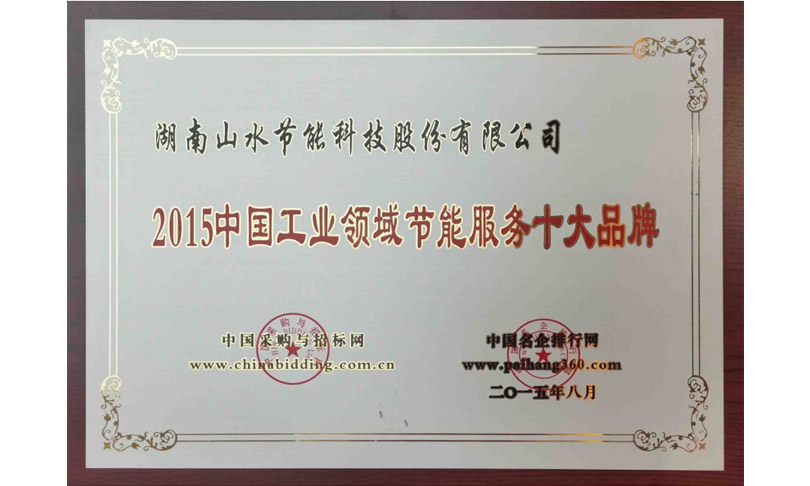 湖南山水节能科技股份有限公司
2015中国工业领域节能服务十大品牌
中国采购与招标网
www.chinabidding.com.cn
中国名企排行网
www.paihang360.com
二〇一五年八月